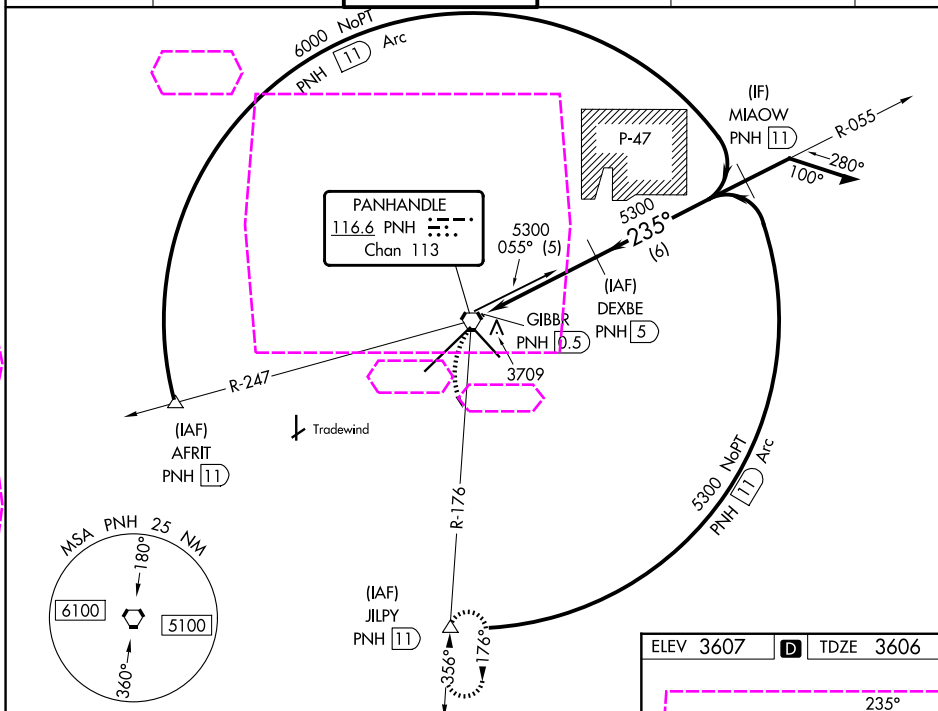 6000 NoPT
PNH 11 Arc
P-47
(IF)
MIAOW
PNH 11
R-055
280°
100°
PANHANDLE
116.6 PNH
Chan 113
5300
055° (5)
5300
235°
(6)
(IAF)
DEXBE
PNH 5
GIBBR
PNH 0.5
3709
R-247
(IAF)
AFRIT
PNH 11
Tradewind
5300 NoPT
PNH 11 Arc
R-176
MSA PNH 25 NM
180°
6100
5100
360°
(IAF)
JILPY
PNH 11
356°
176°
ELEV 3607 D TDZE 3606
235°